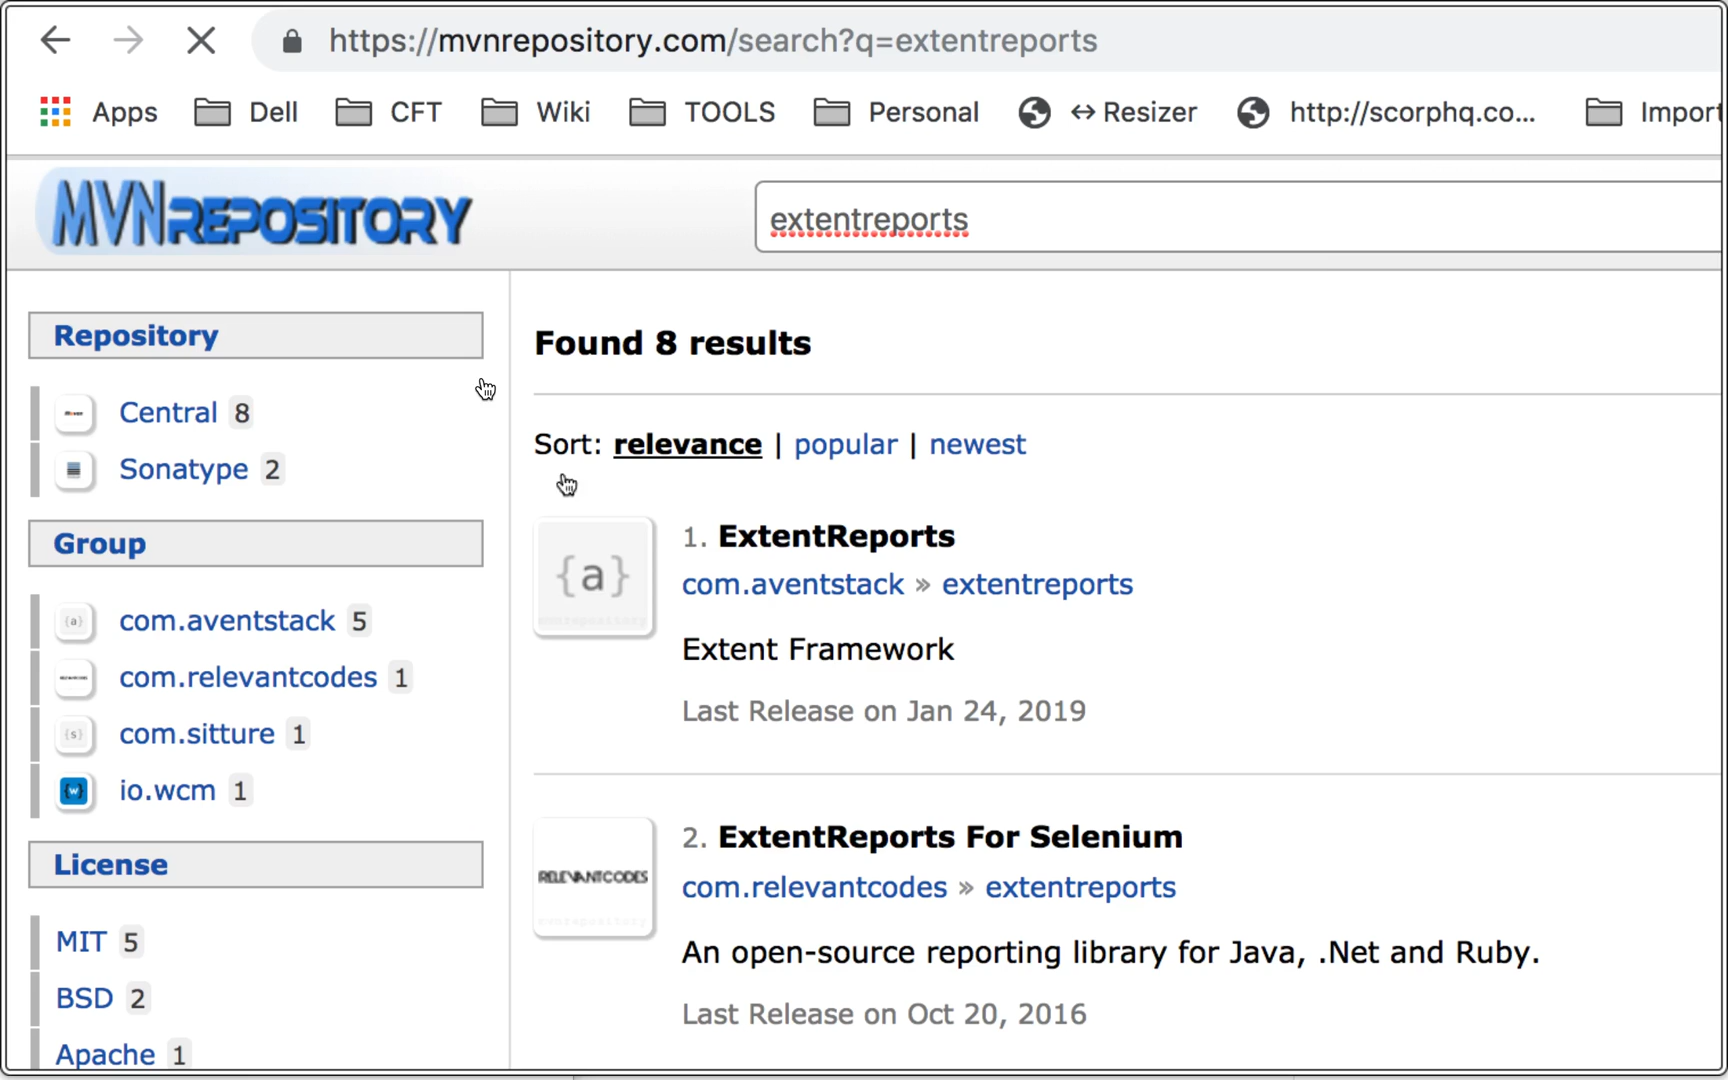 https://mvnrepository.com/search?q=extentreports
Apps Dell CFT Wiki TOOLS Personal ↔ Resizer http://scorphq.co... Import
MVNREPOSITORY
extentreports
Repository
Central 8
Sonatype 2
Group
{a} com.aventstack 5
com.relevantcodes 1
{s} com.sitture 1
{w} io.wcm 1
License
MIT 5
BSD 2
Apache 1
Found 8 results
Sort: relevance | popular | newest
{a}
mvnrepository
1. ExtentReports
com.aventstack » extentreports
Extent Framework
Last Release on Jan 24, 2019
RELEVANTCODES
mvnrepository
2. ExtentReports For Selenium
com.relevantcodes » extentreports
An open-source reporting library for Java, .Net and Ruby.
Last Release on Oct 20, 2016